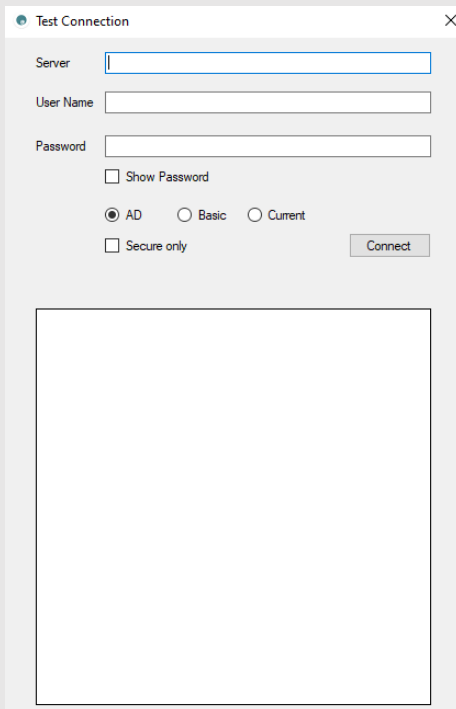 Test Connection
Server
User Name
Password
Show Password
AD Basic Current
Secure only Connect